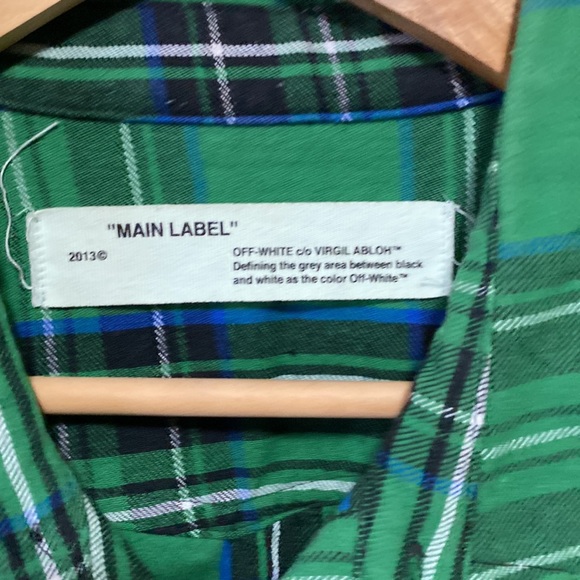 "MAIN LABEL"
2013©
OFF-WHITE c/o VIRGIL ABLOH™
Defining the grey area between black
and white as the color Off-White™